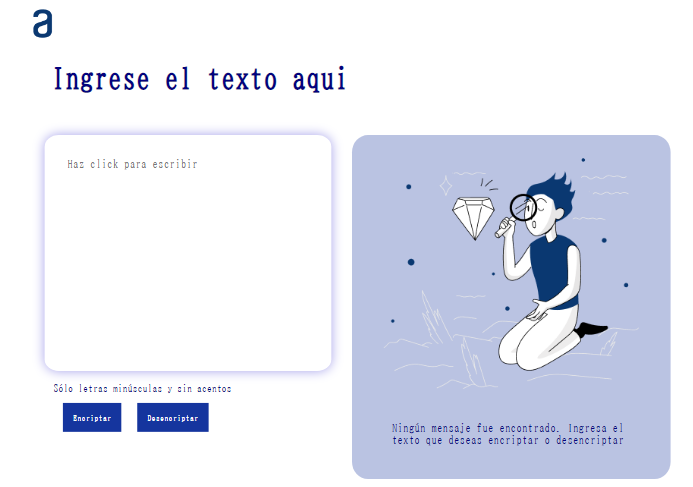 a
Ingrese el texto aqui
Haz click para escribir
Sólo letras minúsculas y sin acentos
Encriptar
Desencriptar
Ningún mensaje fue encontrado. Ingresa el
texto que deseas encriptar o desencriptar